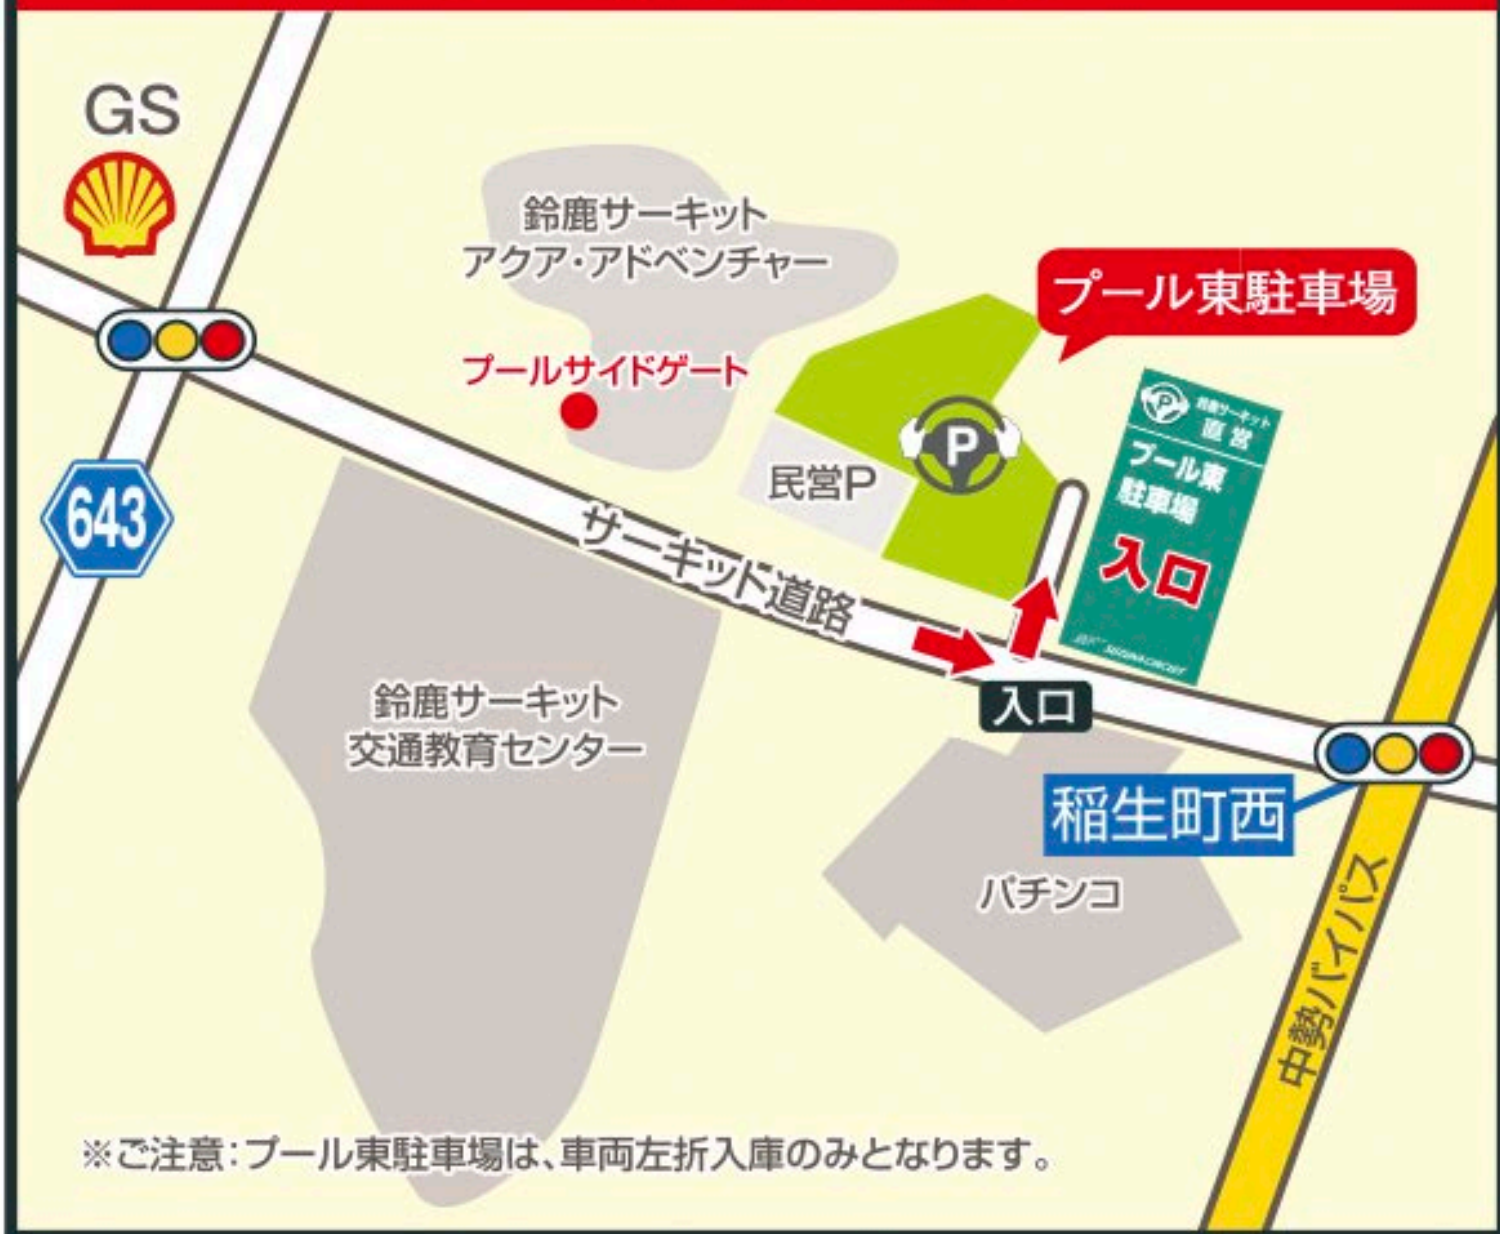 GS
鈴鹿サーキット
アクア・アドベンチャー
プール東駐車場
プールサイドゲート
P
民営P
P
鈴鹿サーキット
直営
プール東
駐車場
入口
SUZUKA CIRCUIT
643
サーキット道路
入口
鈴鹿サーキット
交通教育センター
稲生町西
パチンコ
中勢バイパス
※ご注意：プール東駐車場は、車両左折入庫のみとなります。